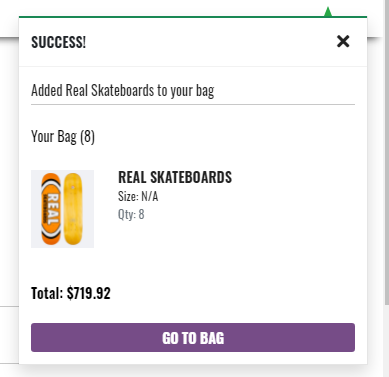 SUCCESS!
Added Real Skateboards to your bag
Your Bag (8)
REAL
REAL SKATEBOARDS
Size: N/A
Qty: 8
Total: $719.92
GO TO BAG